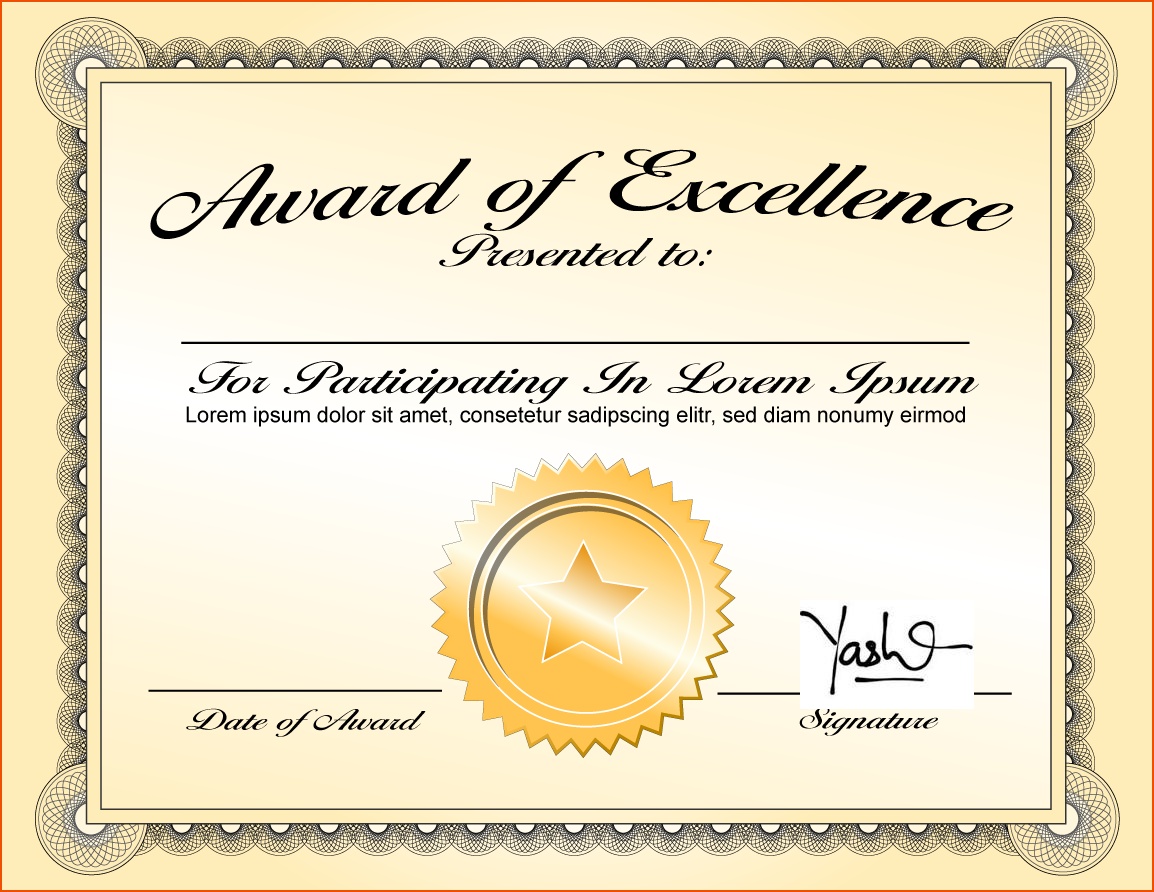 Award of Excellence
Presented to:
For Participating In Lorem Ipsum
Lorem ipsum dolor sit amet, consetetur sadipscing elitr, sed diam nonumy eirmod
Yash
Date of Award
Signature